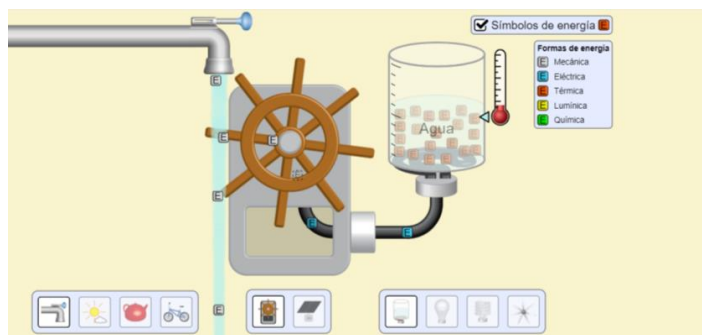 Símbolos de energía E
Formas de energía
E Mecánica
E Eléctrica
E Térmica
E Lumínica
E Química
E
E
E
E
E
E
E
Agua